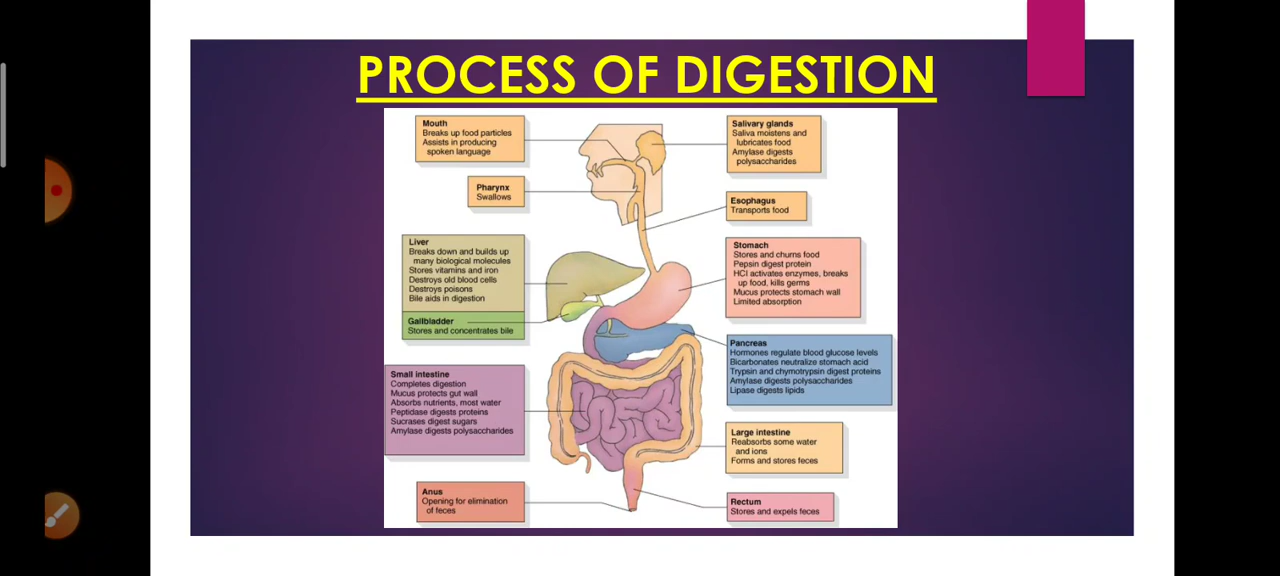 PROCESS OF DIGESTION
Mouth
Breaks up food particles
Assists in producing
spoken language
Salivary glands
Saliva moistens and
lubricates food
Amylase digests
polysaccharides
Pharynx
Swallows
Esophagus
Transports food
Liver
Breaks down and builds up
many biological molecules
Stores vitamins and iron
Destroys old blood cells
Destroys poisons
Bile aids in digestion
Gallbladder
Stores and concentrates bile
Stomach
Stores and churns food
Pepsin digest protein
HCl activates enzymes, breaks
up food, kills germs
Mucus protects stomach wall
Limited absorption
Pancreas
Hormones regulate blood glucose levels
Bicarbonates neutralize stomach acid
Trypsin and chymotrypsin digest proteins
Amylase digests polysaccharides
Lipase digests lipids
Small intestine
Completes digestion
Mucus protects gut wall
Absorbs nutrients, most water
Peptidase digests proteins
Sucrases digest sugars
Amylase digests polysaccharides
Large intestine
Reabsorbs some water
and ions
Forms and stores feces
Anus
Opening for elimination
of feces
Rectum
Stores and expels feces